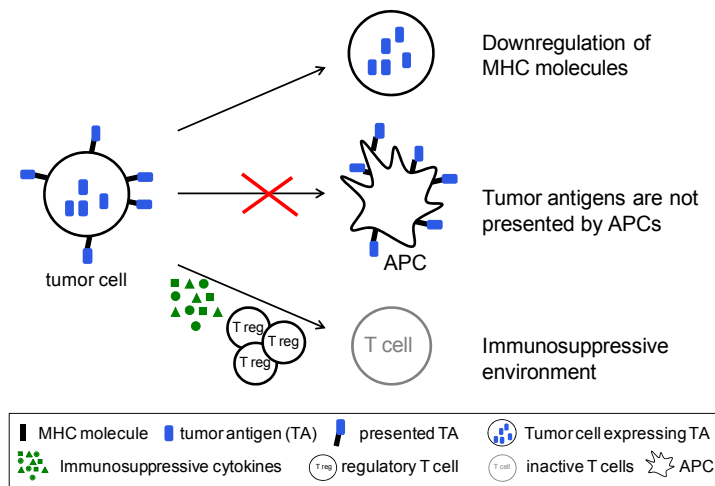 Downregulation of
MHC molecules
tumor cell
Tumor antigens are not
presented by APCs
APC
T reg
T reg
T reg
T cell
Immunosuppressive
environment
MHC molecule
tumor antigen (TA)
presented TA
Tumor cell expressing TA
Immunosuppressive cytokines
T reg
regulatory T cell
T cell
inactive T cells
APC